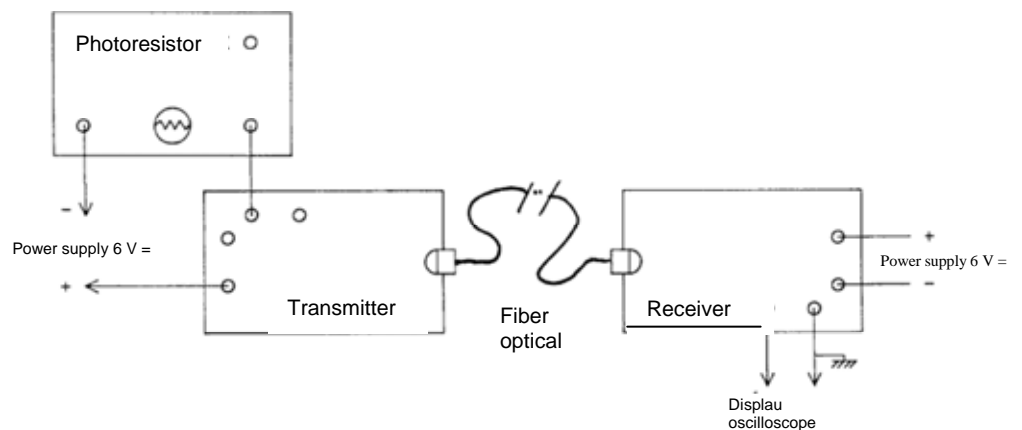 Photoresistor
-
Power supply 6 V =
+
Transmitter
Fiber
optical
Receiver
+
Power supply 6 V =
-
Displau
oscilloscope